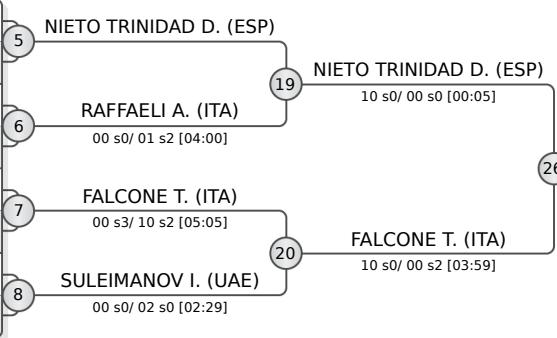 NIETO TRINIDAD D. (ESP)
5
19
NIETO TRINIDAD D. (ESP)
10 s0/ 00 s0 [00:05]
RAFFAELI A. (ITA)
6
00 s0/ 01 s2 [04:00]
26
FALCONE T. (ITA)
7
00 s3/ 10 s2 [05:05]
20
FALCONE T. (ITA)
10 s0/ 00 s2 [03:59]
SULEIMANOV I. (UAE)
8
00 s0/ 02 s0 [02:29]